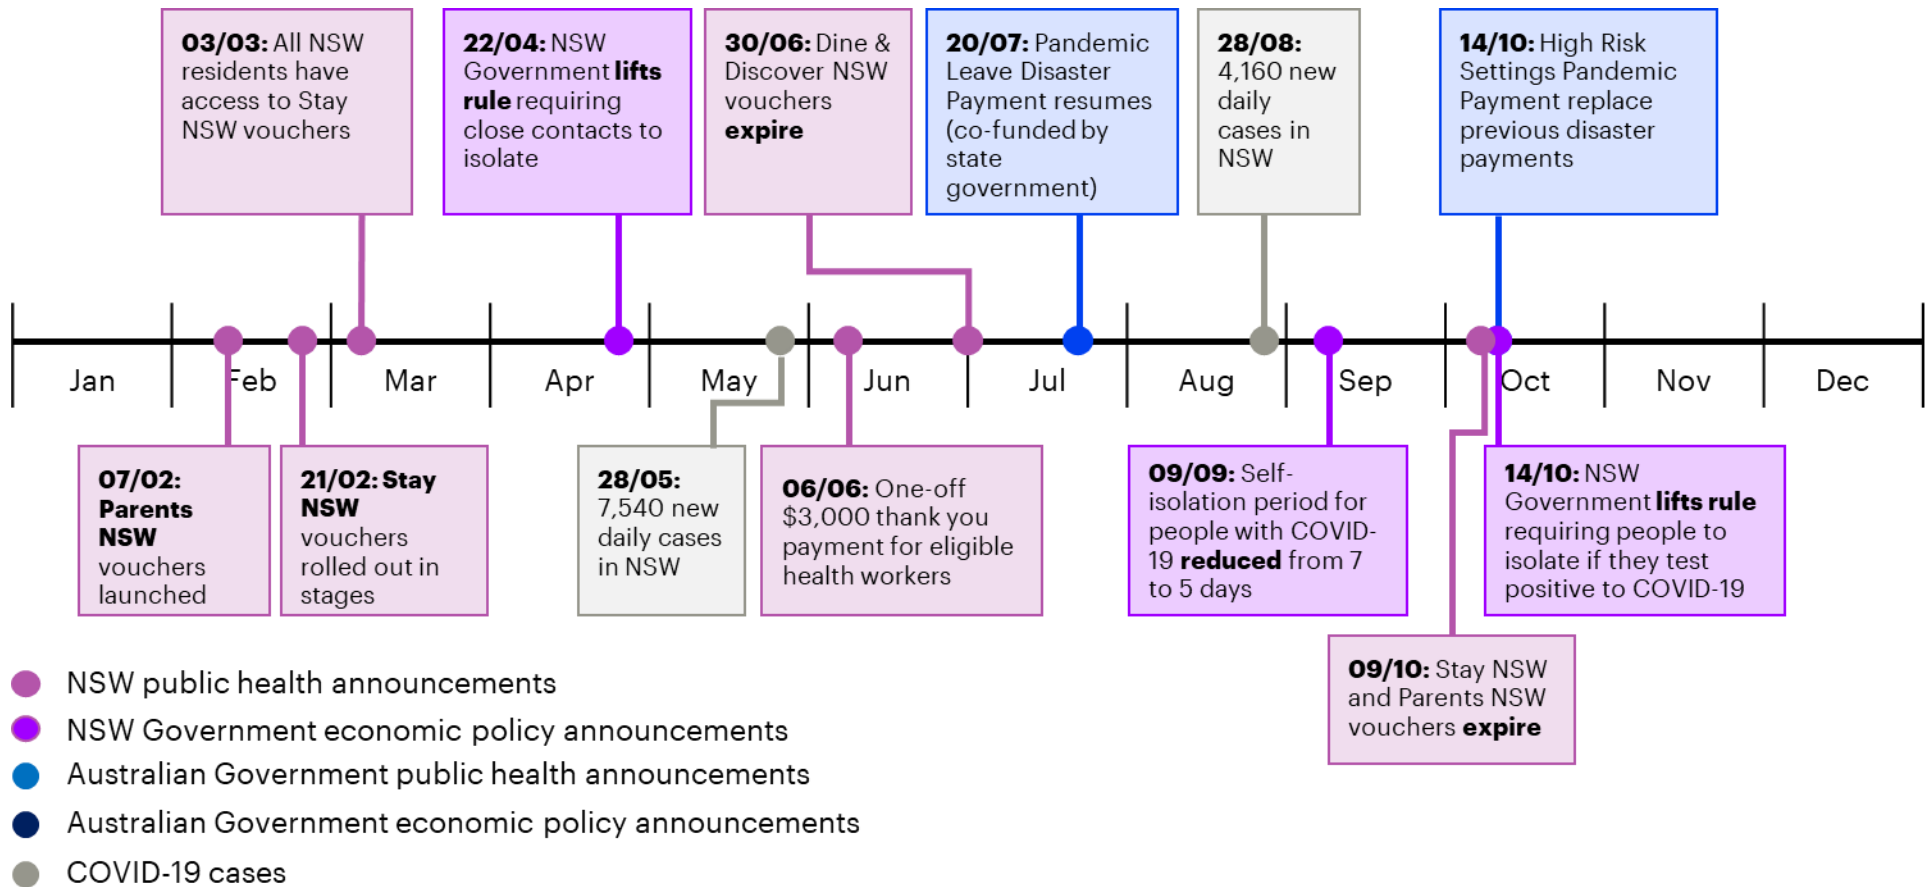 03/03: All NSW
residents have
access to Stay
NSW vouchers
22/04: NSW
Government lifts
rule requiring
close contacts to
isolate
30/06: Dine &
Discover NSW
vouchers
expire
20/07: Pandemic
Leave Disaster
Payment resumes
(co-funded by
state
government)
28/08:
4,160 new
daily
cases in
NSW
14/10: High Risk
Settings Pandemic
Payment replace
previous disaster
payments
Jan
Feb
Mar
Apr
May
Jun
Jul
Aug
Sep
Oct
Nov
Dec
07/02:
Parents
NSW
vouchers
launched
21/02: Stay
NSW
vouchers
rolled out in
stages
28/05:
7,540 new
daily cases
in NSW
06/06: One-off
$3,000 thank you
payment for eligible
health workers
09/09: Self-
isolation period for
people with COVID-
19 reduced from 7
to 5 days
14/10: NSW
Government lifts rule
requiring people to
isolate if they test
positive to COVID-19
09/10: Stay NSW
and Parents NSW
vouchers expire
NSW public health announcements
NSW Government economic policy announcements
Australian Government public health announcements
Australian Government economic policy announcements
COVID-19 cases